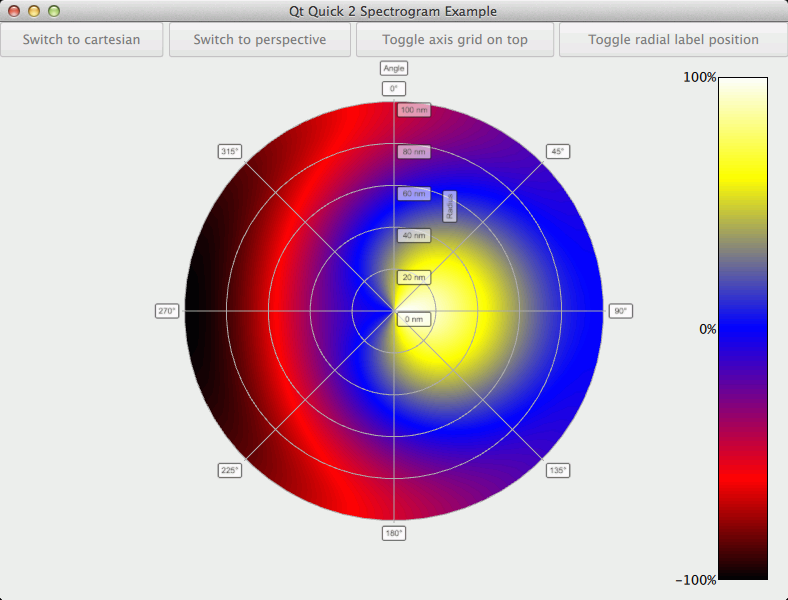 Qt Quick 2 Spectrogram Example
Switch to cartesian
Switch to perspective
Toggle axis grid on top
Toggle radial label position
Angle
0°
100%
100 nm
315°
80 nm
45°
60 nm
Radius
40 nm
20 nm
270°
0 nm
90°
0%
225°
135°
180°
-100%